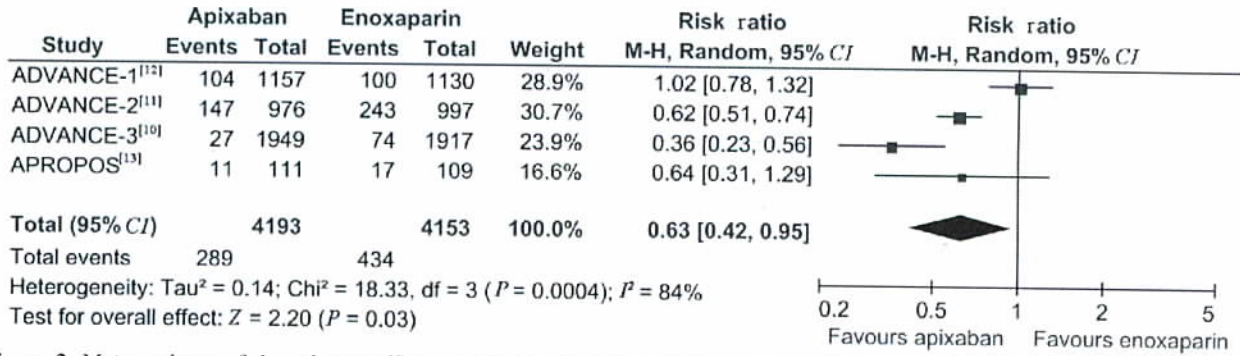 Apixaban Enoxaparin Risk ratio Risk ratio
Study Events Total Events Total Weight M-H, Random, 95% CI M-H, Random, 95% CI
ADVANCE-1[12] 104 1157 100 1130 28.9% 1.02 [0.78, 1.32]
ADVANCE-2[11] 147 976 243 997 30.7% 0.62 [0.51, 0.74]
ADVANCE-3[10] 27 1949 74 1917 23.9% 0.36 [0.23, 0.56]
APROPOS[13] 11 111 17 109 16.6% 0.64 [0.31, 1.29]
Total (95% CI) 4193 4153 100.0% 0.63 [0.42, 0.95]
Total events 289 434
Heterogeneity: Tau² = 0.14; Chi² = 18.33, df = 3 (P = 0.0004); I² = 84%
Test for overall effect: Z = 2.20 (P = 0.03)
0.2 0.5 1 2 5
Favours apixaban Favours enoxaparin